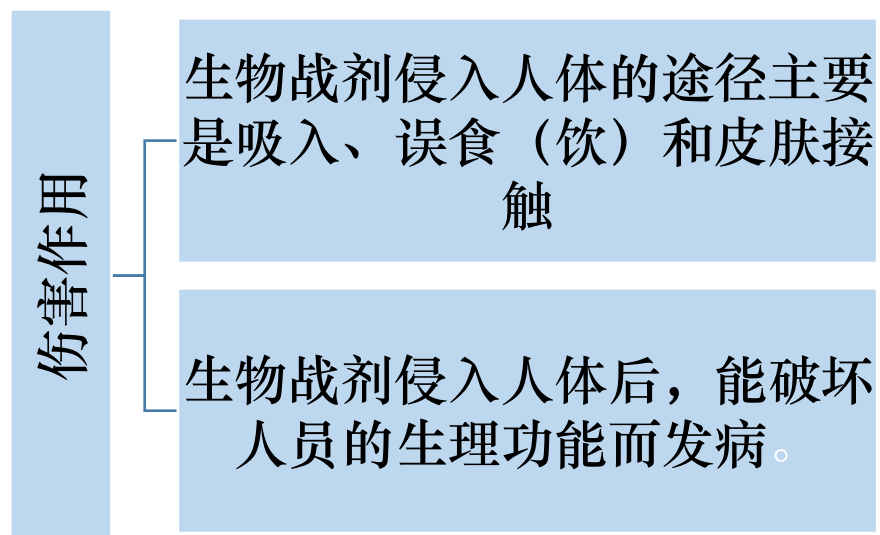 伤害作用
生物战剂侵入人体的途径主要
是吸入、误食（饮）和皮肤接
触
生物战剂侵入人体后，能破坏
人员的生理功能而发病。